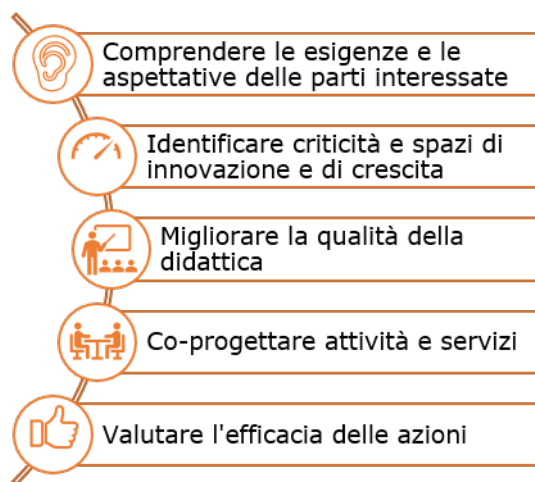 Comprendere le esigenze e le
aspettative delle parti interessate
Identificare criticità e spazi di
innovazione e di crescita
Migliorare la qualità della
didattica
Co-progettare attività e servizi
Valutare l'efficacia delle azioni